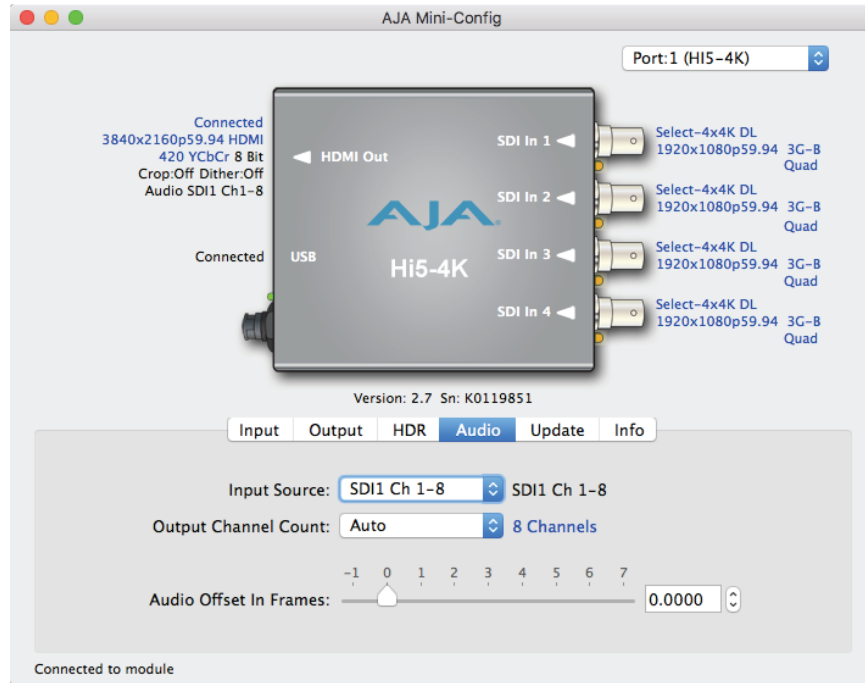 AJA Mini-Config
Port:1 (HI5-4K)
Connected
3840x2160p59.94 HDMI
420 YCbCr 8 Bit
Crop:Off Dither:Off
Audio SDI1 Ch1-8
Connected
HDMI Out
USB
AJA
Hi5-4K
SDI In 1
SDI In 2
SDI In 3
SDI In 4
Select-4x4K DL
1920x1080p59.94 3G-B
Quad
Select-4x4K DL
1920x1080p59.94 3G-B
Quad
Select-4x4K DL
1920x1080p59.94 3G-B
Quad
Select-4x4K DL
1920x1080p59.94 3G-B
Quad
Version: 2.7 Sn: K0119851
Input Output HDR Audio Update Info
Input Source: SDI1 Ch 1-8 SDI1 Ch 1-8
Output Channel Count: Auto 8 Channels
-1 0 1 2 3 4 5 6 7
Audio Offset In Frames: 0.0000
Connected to module